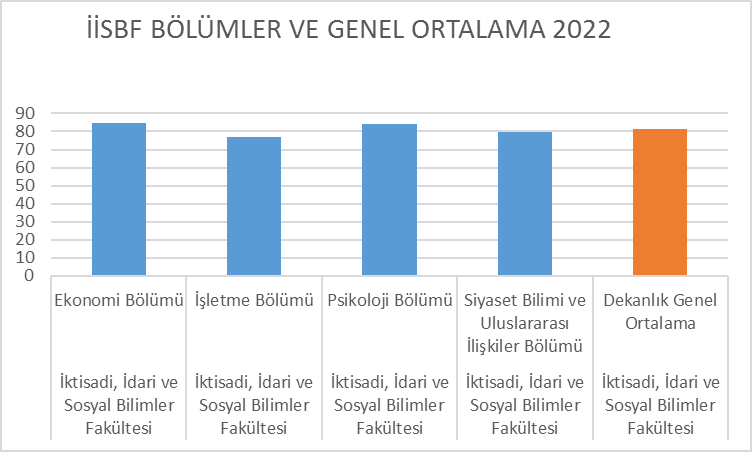 İİSBF BÖLÜMLER VE GENEL ORTALAMA 2022
90
80
70
60
50
40
30
20
10
0
Ekonomi Bölümü
İşletme Bölümü
Psikoloji Bölümü
Siyaset Bilimi ve
Uluslararası
İlişkiler Bölümü
Dekanlık Genel
Ortalama
İktisadi, İdari ve
Sosyal Bilimler
Fakültesi
İktisadi, İdari ve
Sosyal Bilimler
Fakültesi
İktisadi, İdari ve
Sosyal Bilimler
Fakültesi
İktisadi, İdari ve
Sosyal Bilimler
Fakültesi
İktisadi, İdari ve
Sosyal Bilimler
Fakültesi